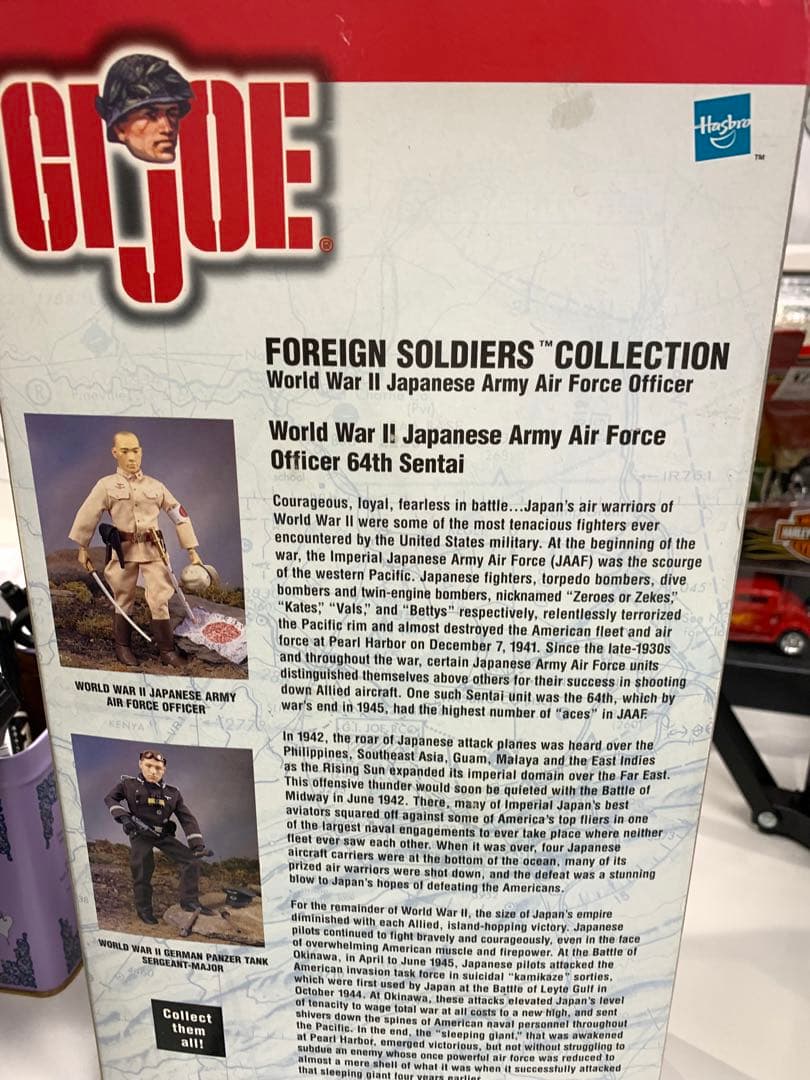 GI JOE®
Hasbro
TM
FOREIGN SOLDIERS™ COLLECTION
World War II Japanese Army Air Force Officer
World War II Japanese Army Air Force
Officer 64th Sentai
Courageous, loyal, fearless in battle...Japan's air warriors of
World War II were some of the most tenacious fighters ever
encountered by the United States military. At the beginning of the
war, the Imperial Japanese Army Air Force (JAAF) was the scourge
of the western Pacific. Japanese fighters, torpedo bombers, dive
bombers and twin-engine bombers, nicknamed "Zeroes or Zekes,"
"Kates," "Vals," and "Bettys" respectively, relentlessly terrorized
the Pacific rim and almost destroyed the American fleet and air
force at Pearl Harbor on December 7, 1941. Since the late-1930s
and throughout the war, certain Japanese Army Air Force units
distinguished themselves above others for their success in shooting
down Allied aircraft. One such Sentai unit was the 64th, which by
war's end in 1945, had the highest number of "aces" in JAAF.
In 1942, the roar of Japanese attack planes was heard over the
Philippines, Southeast Asia, Guam, Malaya and the East Indies
as the Rising Sun expanded its imperial domain over the Far East.
This offensive thunder would soon be quieted with the Battle of
Midway in June 1942. There, many of Imperial Japan's best
aviators squared off against some of America's top fliers in one
of the largest naval engagements to ever take place where neither
fleet ever saw each other. When it was over, four Japanese
aircraft carriers were at the bottom of the ocean, many of its
prized air warriors were shot down, and the defeat was a stunning
blow to Japan's hopes of defeating the Americans.
For the remainder of World War II, the size of Japan's empire
diminished with each Allied, island-hopping victory. Japanese
pilots continued to fight bravely and courageously, even in the face
of overwhelming American muscle and firepower. At the Battle of
Okinawa, in April to June 1945, Japanese pilots attacked the
American invasion task force in suicidal "kamikaze" sorties,
which were first used by Japan at the Battle of Leyte Gulf in
October 1944. At Okinawa, these attacks elevated Japan's level
of tenacity to wage total war at all costs to a new high, and sent
shivers down the spines of American naval personnel throughout
the Pacific. In the end, the "sleeping giant," that was awakened
at Pearl Harbor, emerged victorious, but not without struggling to
subdue an enemy whose once powerful air force was reduced to
almost a mere shell of what it was when it successfully attacked
that sleeping giant four years earlier.
WORLD WAR II JAPANESE ARMY
AIR FORCE OFFICER
KENYA
WORLD WAR II GERMAN PANZER TANK
SERGEANT-MAJOR
Collect
them
all!
HARLEY